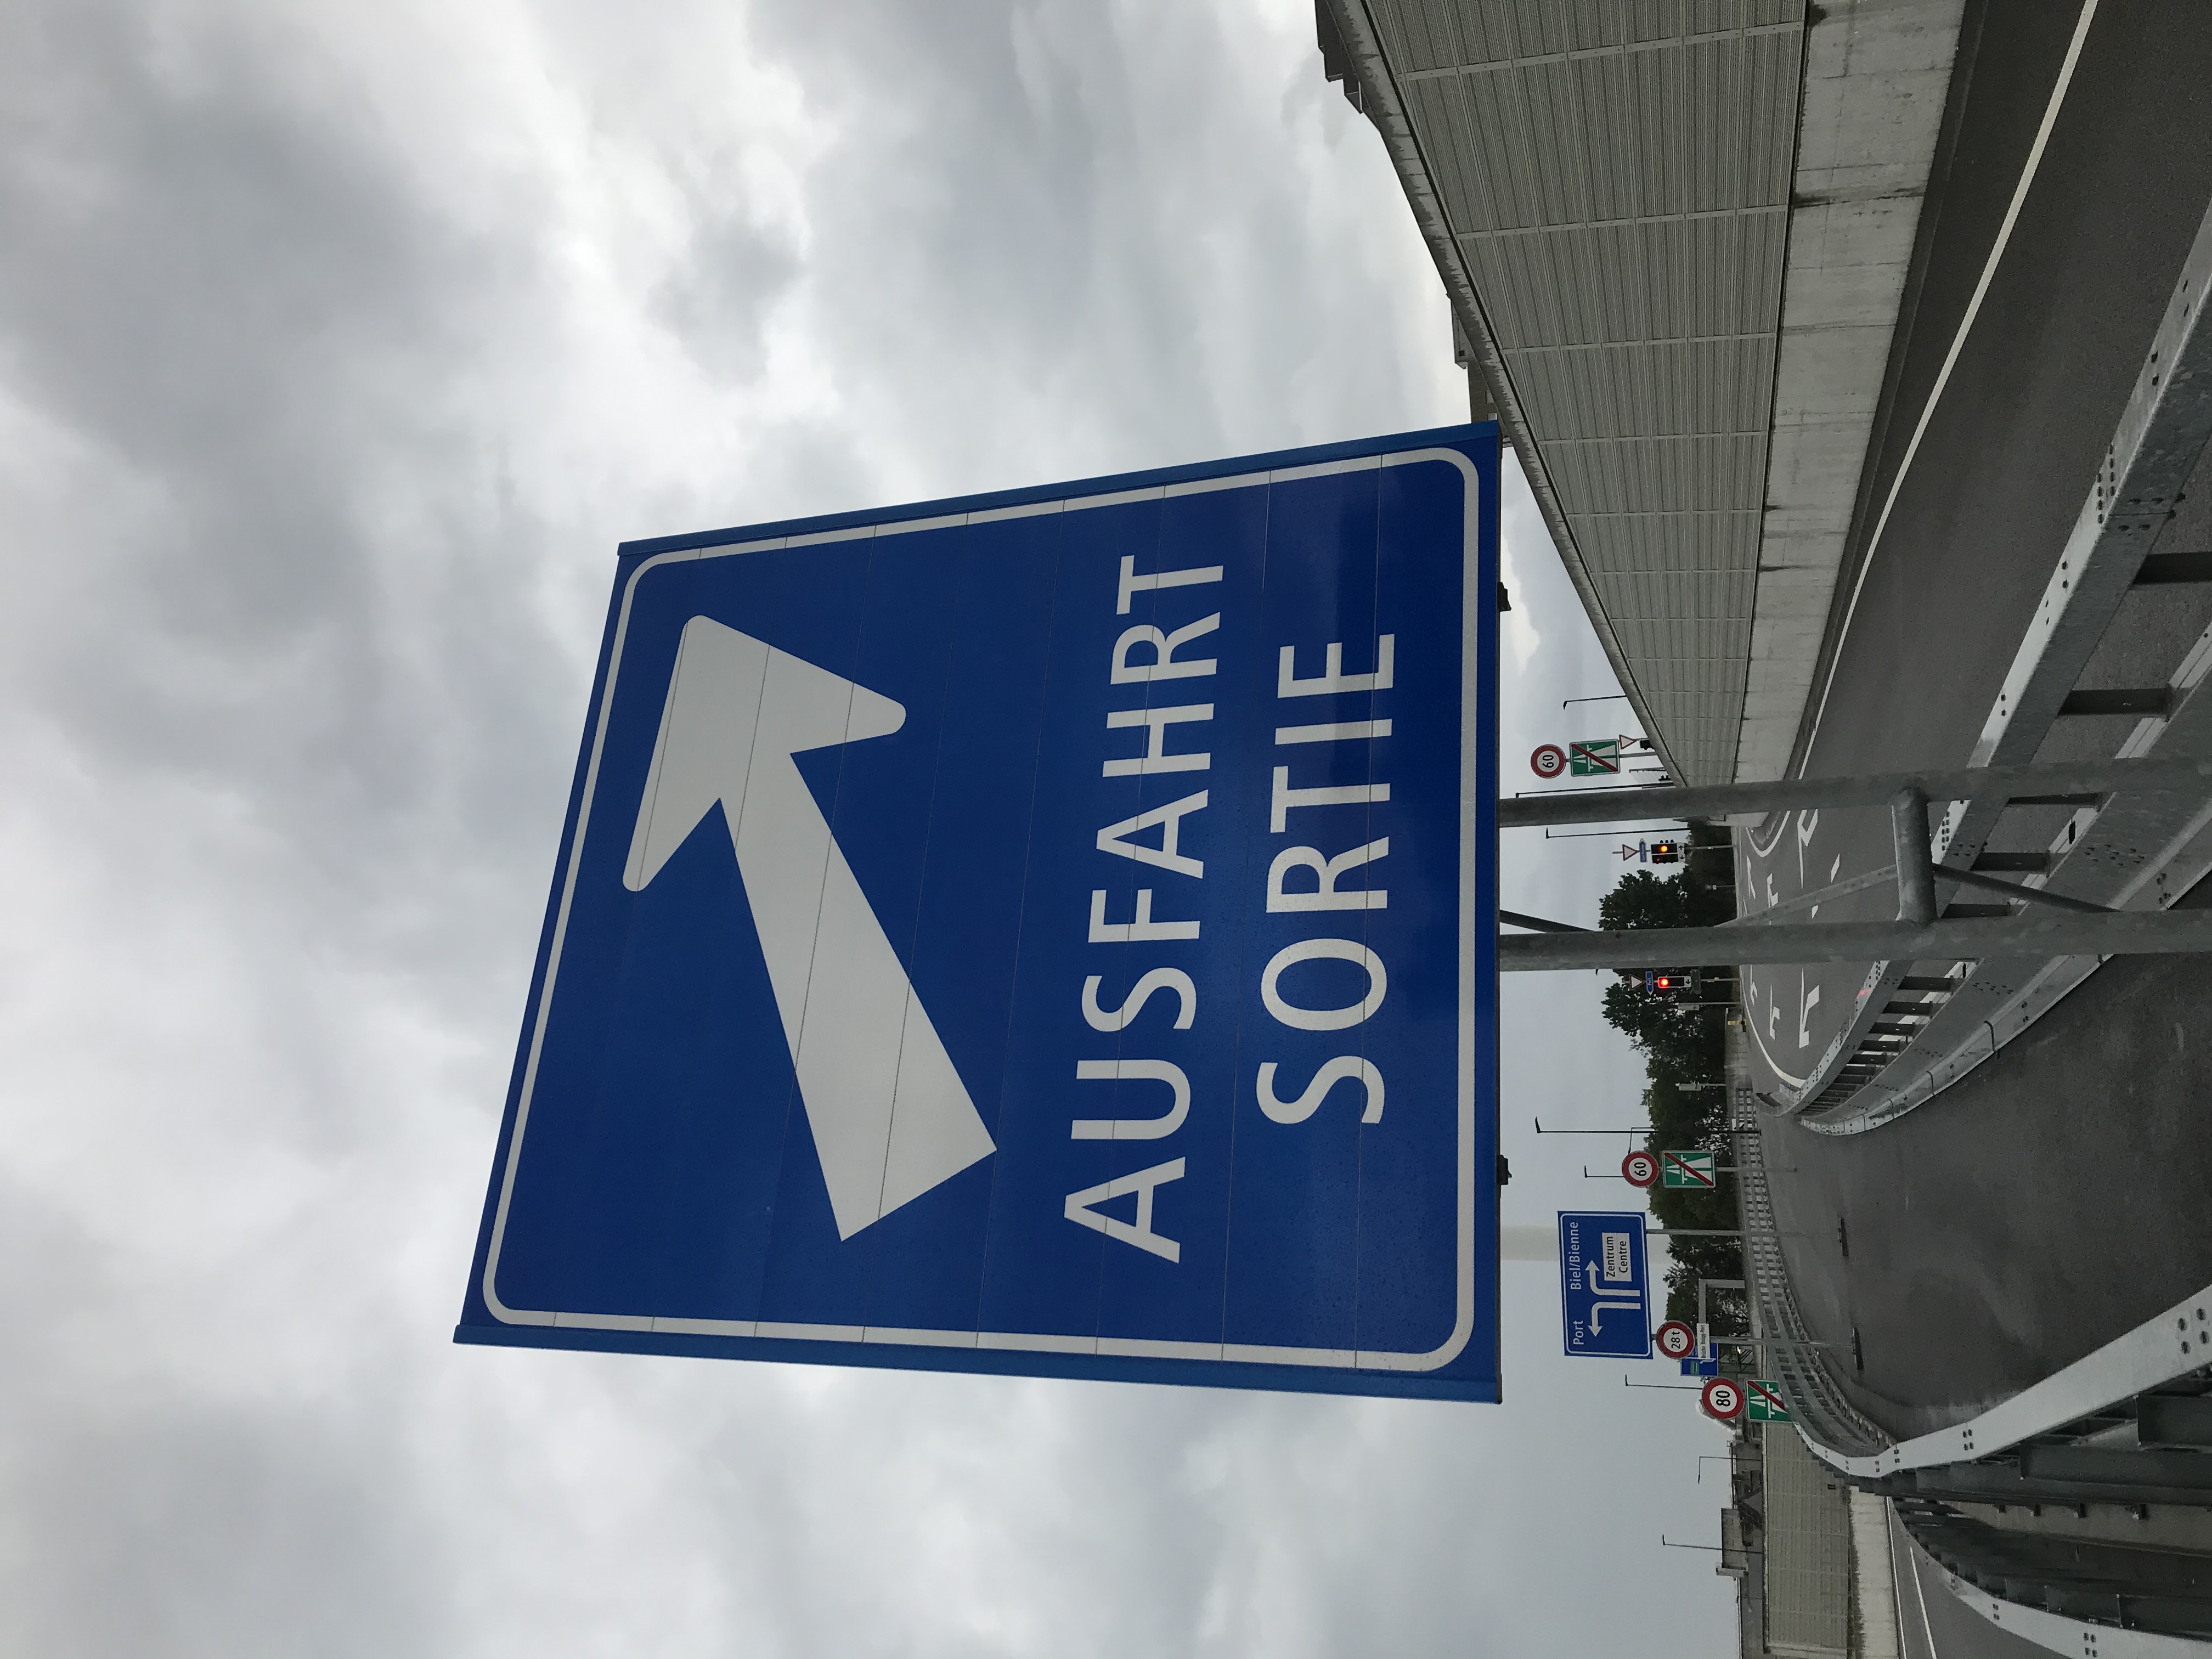 AUSFAHRT
SORTIE
Port
Biel/Bienne
Zentrum
Centre
28t
80
60
60